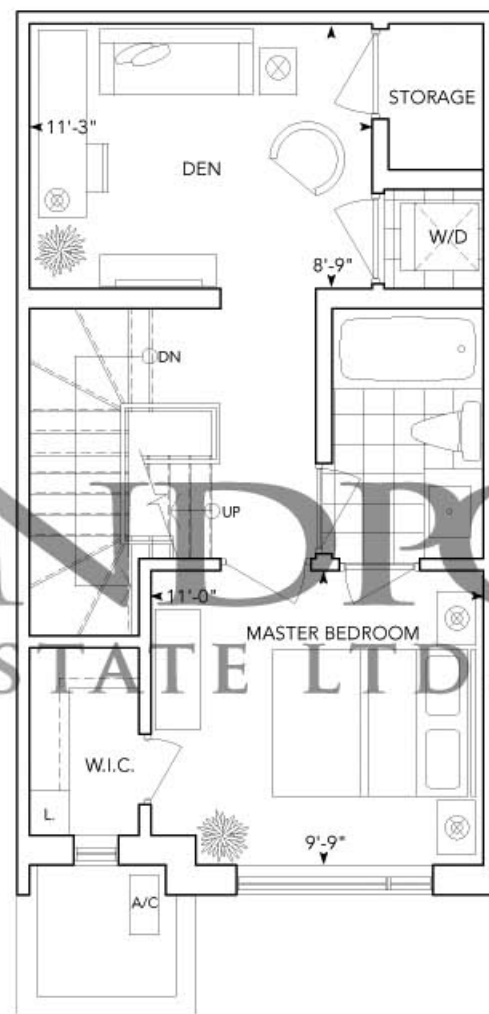 STORAGE
11'-3"
DEN
W/D
8'-9"
DN
UP
11'-0"
MASTER BEDROOM
STATE LTD
W.I.C.
L.
9'-9"
A/C